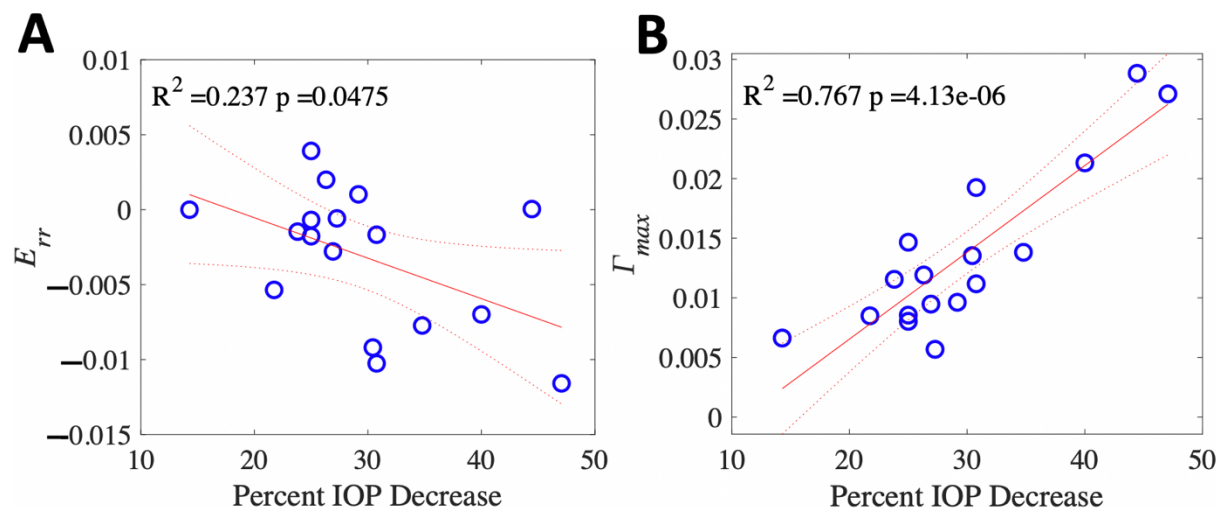 A
R² =0.237 p =0.0475
0.01
0.005
0
−0.005
−0.01
−0.015
E_rr
10 20 30 40 50
Percent IOP Decrease
B
R² =0.767 p =4.13e-06
0.03
0.025
0.02
0.015
0.01
0.005
0
Γ_max
10 20 30 40 50
Percent IOP Decrease